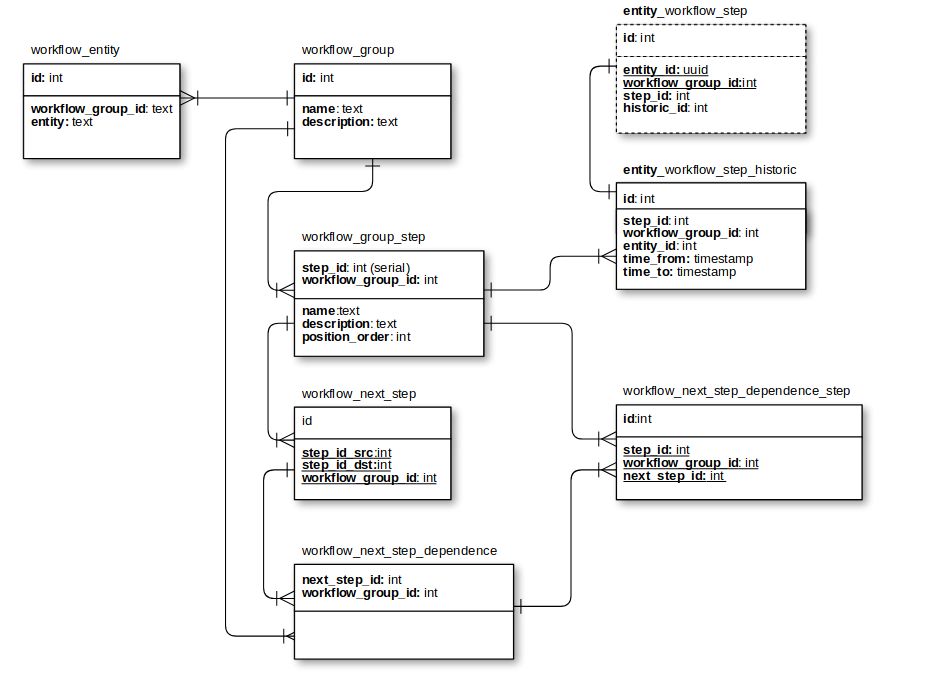 entity_workflow_step
id: int
entity_id: uuid
workflow_group_id:int
step_id: int
historic_id: int
workflow_entity
id: int
workflow_group_id: text
entity: text
workflow_group
id: int
name: text
description: text
entity_workflow_step_historic
id: int
step_id: int
workflow_group_id: int
entity_id: int
time_from: timestamp
time_to: timestamp
workflow_group_step
step_id: int (serial)
workflow_group_id: int
name:text
description: text
position_order: int
workflow_next_step
id
step_id_src:int
step_id_dst:int
workflow_group_id: int
workflow_next_step_dependence_step
id:int
step_id: int
workflow_group_id: int
next_step_id: int
workflow_next_step_dependence
next_step_id: int
workflow_group_id: int